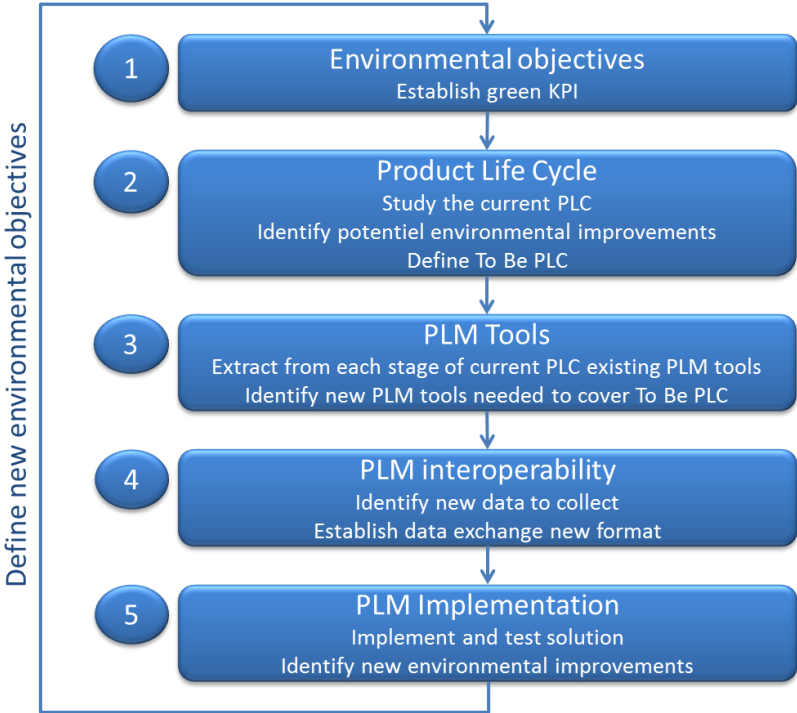 Define new environmental objectives
1
Environmental objectives
Establish green KPI
2
Product Life Cycle
Study the current PLC
Identify potentiel environmental improvements
Define To Be PLC
3
PLM Tools
Extract from each stage of current PLC existing PLM tools
Identify new PLM tools needed to cover To Be PLC
4
PLM interoperability
Identify new data to collect
Establish data exchange new format
5
PLM Implementation
Implement and test solution
Identify new environmental improvements